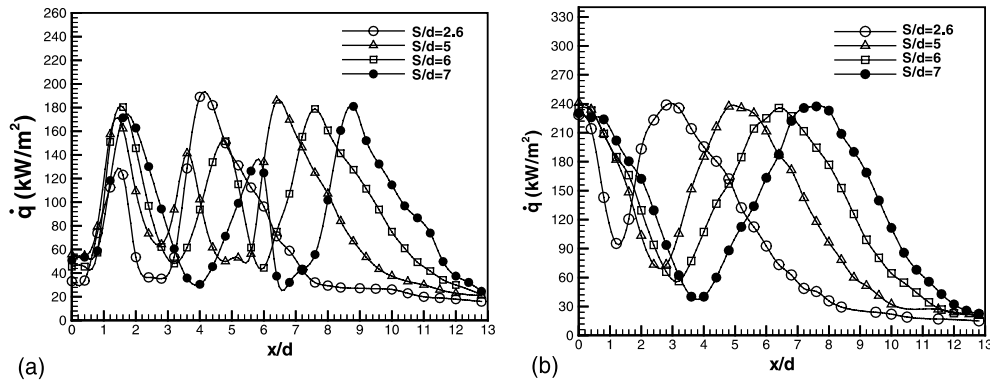 260
240
220
200
180
160
140
120
100
80
60
40
20
0
q̇ (kW/m²)
S/d=2.6
S/d=5
S/d=6
S/d=7
0 1 2 3 4 5 6 7 8 9 10 11 12 13
x/d
(a)
330
300
270
240
210
180
150
120
90
60
30
0
q̇ (kW/m²)
S/d=2.6
S/d=5
S/d=6
S/d=7
0 1 2 3 4 5 6 7 8 9 10 11 12 13
x/d
(b)